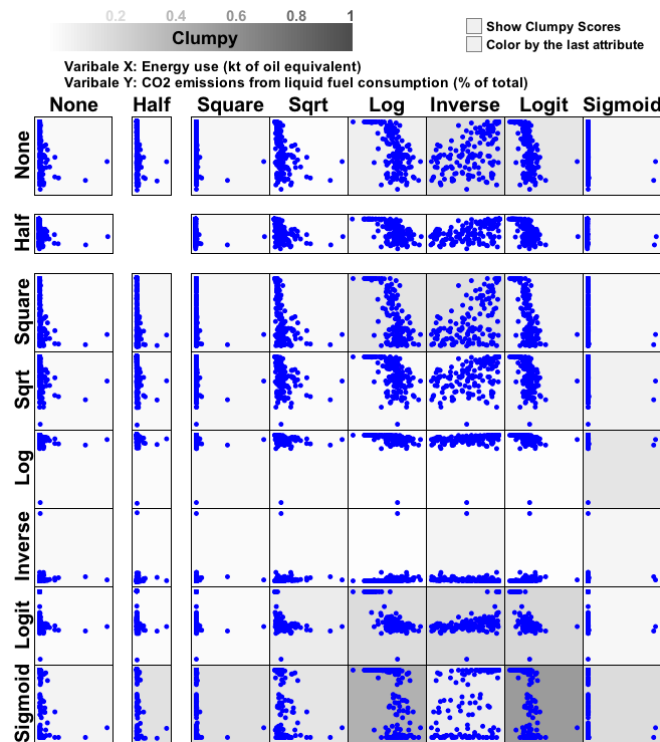 0.2 0.4 0.6 0.8 1
Clumpy
Show Clumpy Scores
Color by the last attribute
Varibale X: Energy use (kt of oil equivalent)
Varibale Y: CO2 emissions from liquid fuel consumption (% of total)
None Half Square Sqrt Log Inverse Logit Sigmoid
None
Half
Square
Sqrt
Log
Inverse
Logit
Sigmoid